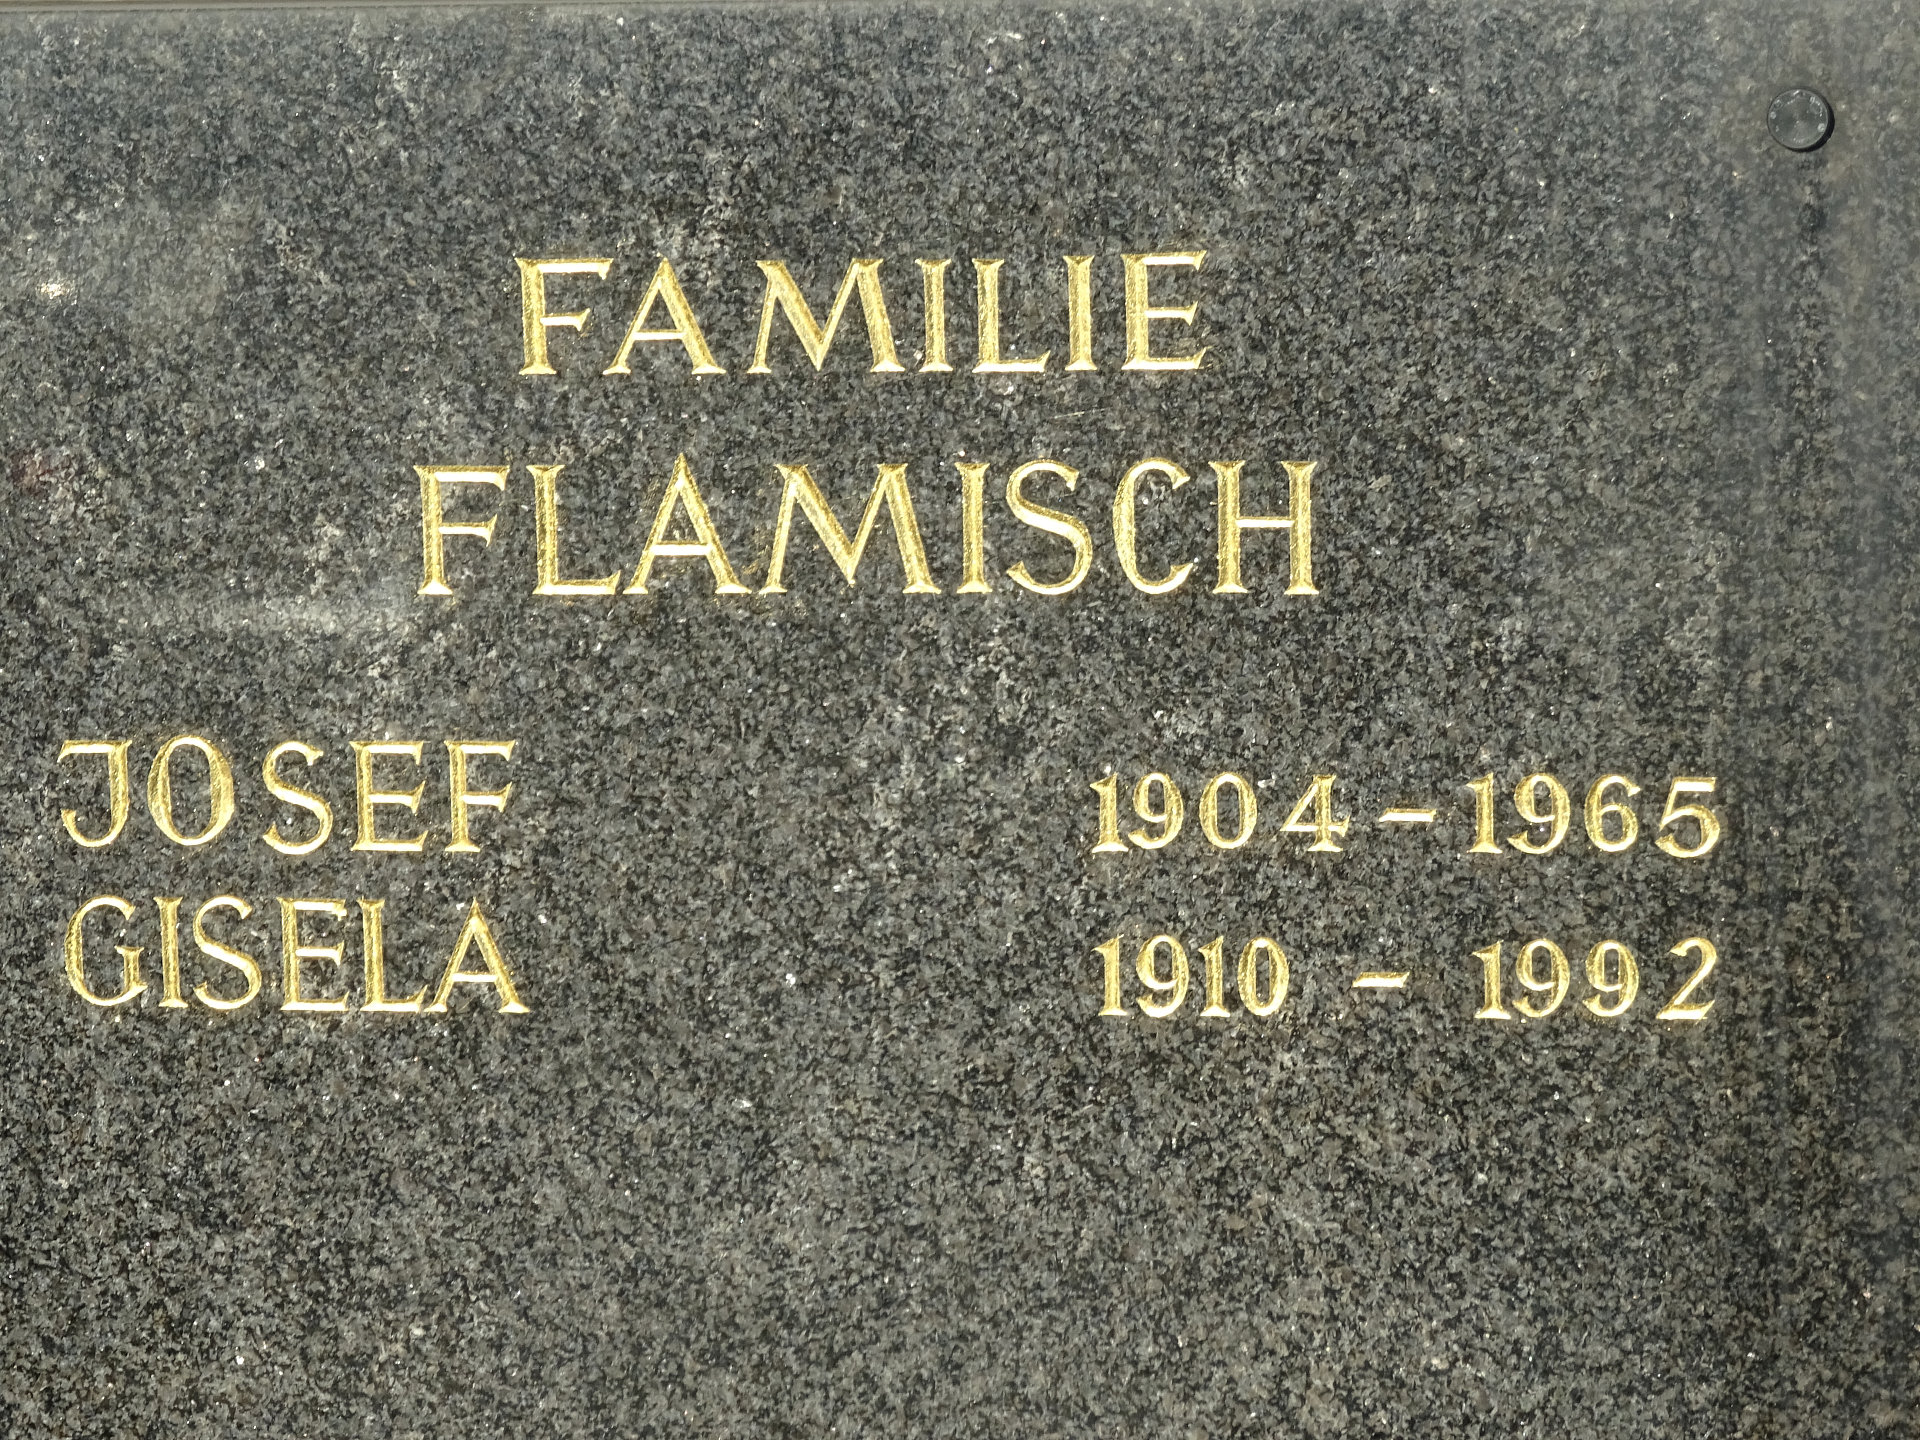 FAMILIE
FLAMISCH
JOSEF 1904 – 1965
GISELA 1910 – 1992